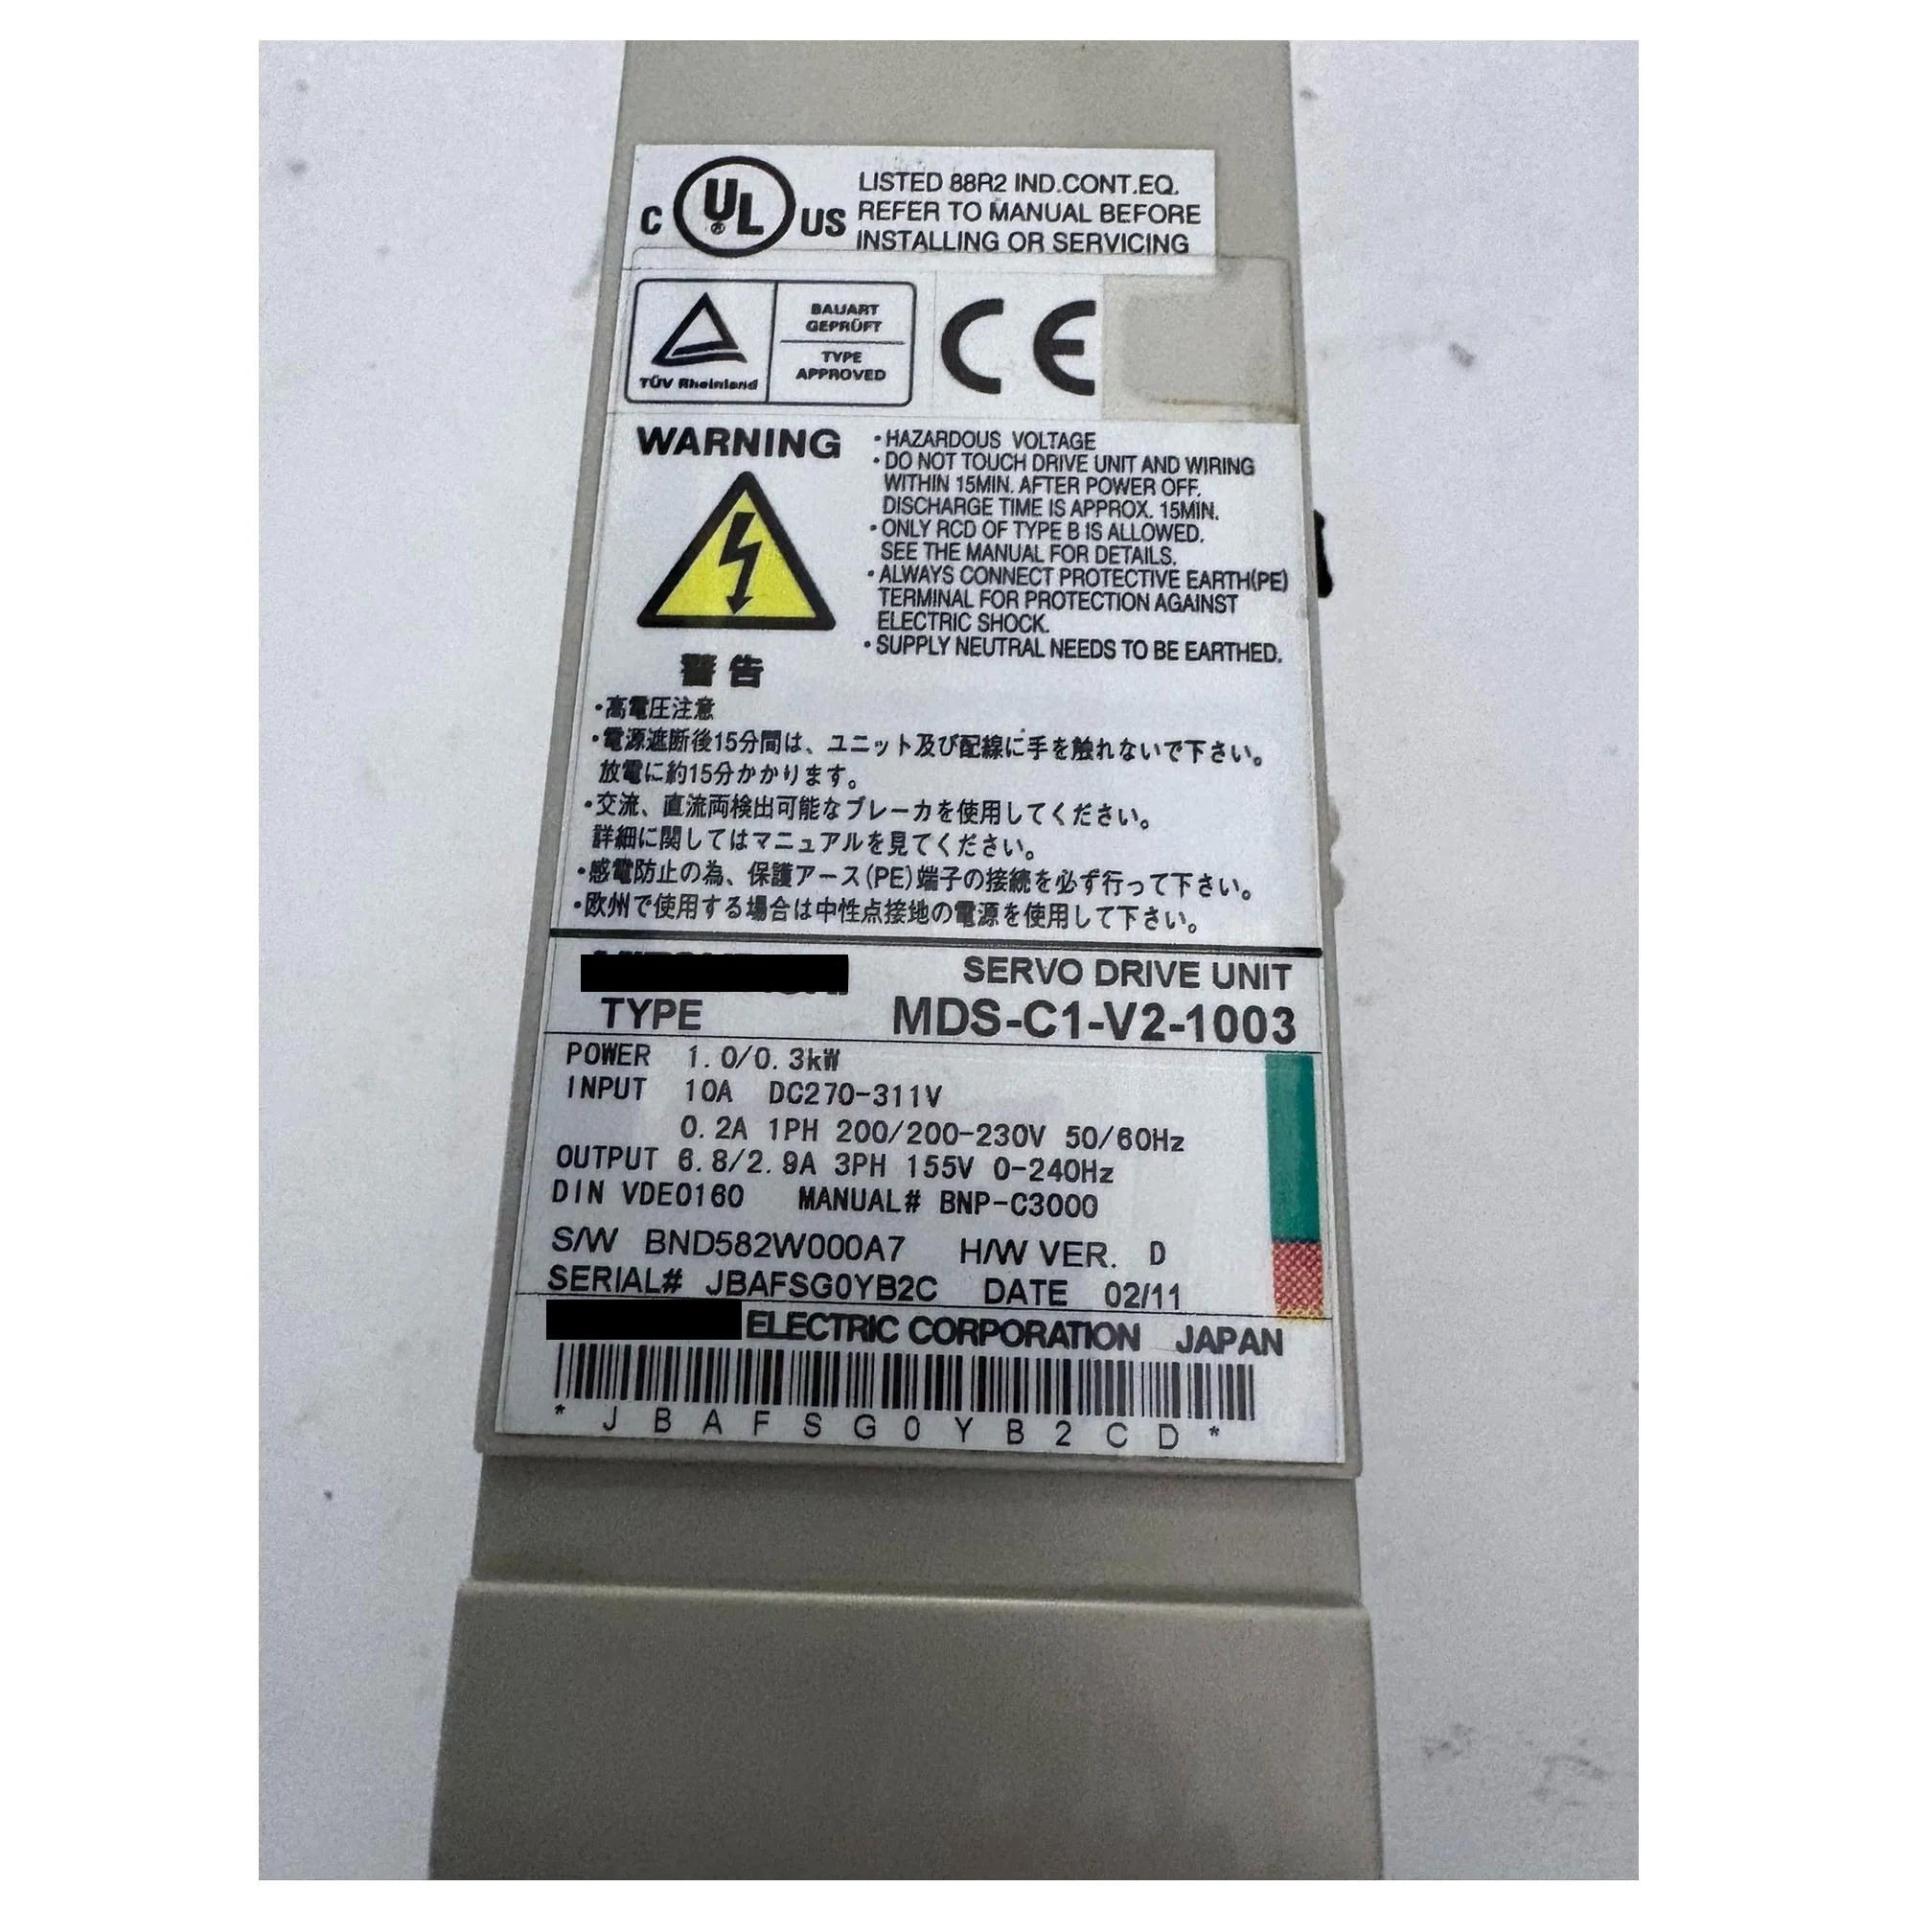 C UL US LISTED 88R2 IND.CONT.EQ.
REFER TO MANUAL BEFORE
INSTALLING OR SERVICING
TÜV Rheinland
BAUART
GEPRÜFT
TYPE
APPROVED
CE
WARNING
・HAZARDOUS VOLTAGE
・DO NOT TOUCH DRIVE UNIT AND WIRING
WITHIN 15MIN. AFTER POWER OFF.
DISCHARGE TIME IS APPROX. 15MIN.
・ONLY RCD OF TYPE B IS ALLOWED.
SEE THE MANUAL FOR DETAILS.
・ALWAYS CONNECT PROTECTIVE EARTH(PE)
TERMINAL FOR PROTECTION AGAINST
ELECTRIC SHOCK.
・SUPPLY NEUTRAL NEEDS TO BE EARTHED.
警告
・高電圧注意
・電源遮断後15分間は、ユニット及び配線に手を触れないで下さい。
放電に約15分かかります。
・交流、直流両検出可能なブレーカを使用してください。
詳細に関してはマニュアルを見てください。
・感電防止の為、保護アース(PE)端子の接続を必ず行って下さい。
・欧州で使用する場合は中性点接地の電源を使用して下さい。
SERVO DRIVE UNIT
TYPE MDS-C1-V2-1003
POWER 1.0/0.3kW
INPUT 10A DC270-311V
0.2A 1PH 200/200-230V 50/60Hz
OUTPUT 6.8/2.9A 3PH 155V 0-240Hz
DIN VDE0160 MANUAL# BNP-C3000
S/W BND582W000A7 H/W VER. D
SERIAL# JBAFSG0YB2C DATE 02/11
ELECTRIC CORPORATION JAPAN
*JBAFSG0YB2CD*